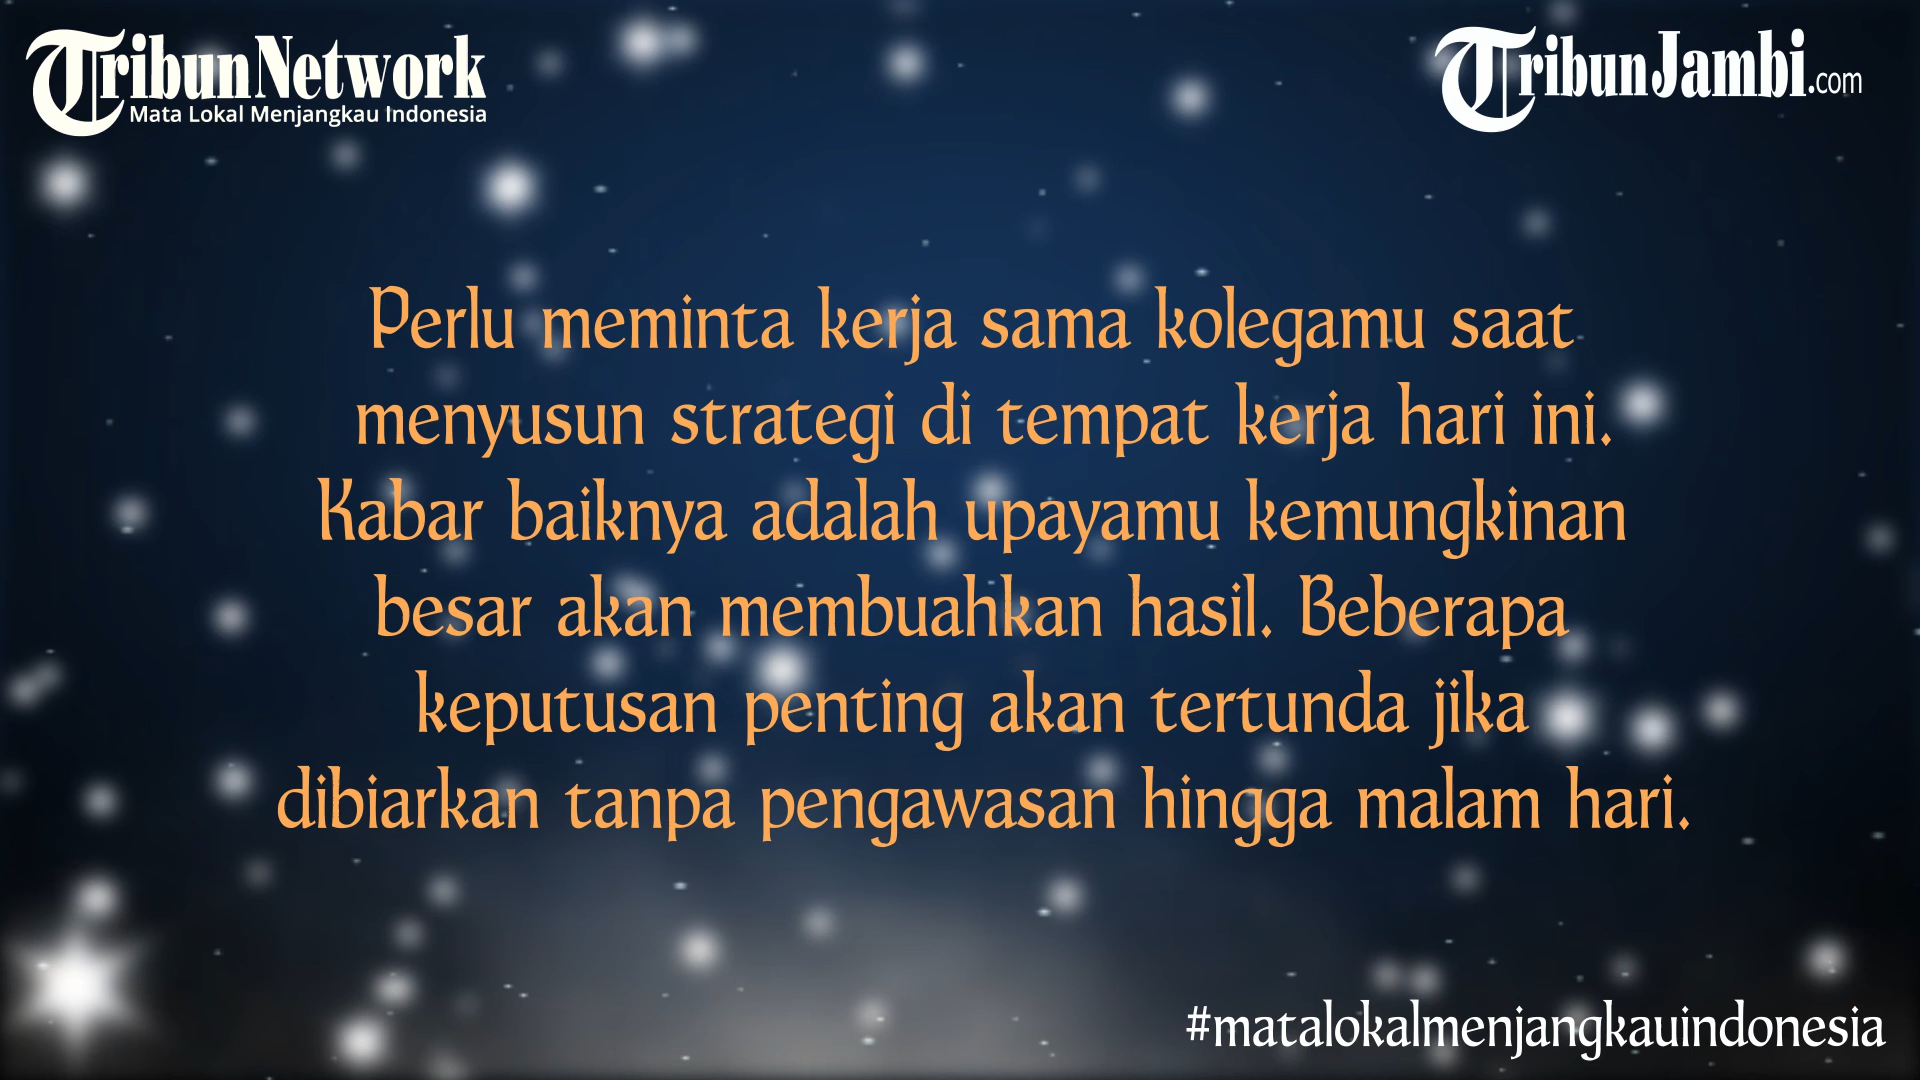 TribunNetwork
Mata Lokal Menjangkau Indonesia
TribunJambi.com
Perlu meminta kerja sama kolegamu saat
menyusun strategi di tempat kerja hari ini.
Kabar baiknya adalah upayamu kemungkinan
besar akan membuahkan hasil. Beberapa
keputusan penting akan tertunda jika
dibiarkan tanpa pengawasan hingga malam hari.
#matalokalmenjangkauindonesia